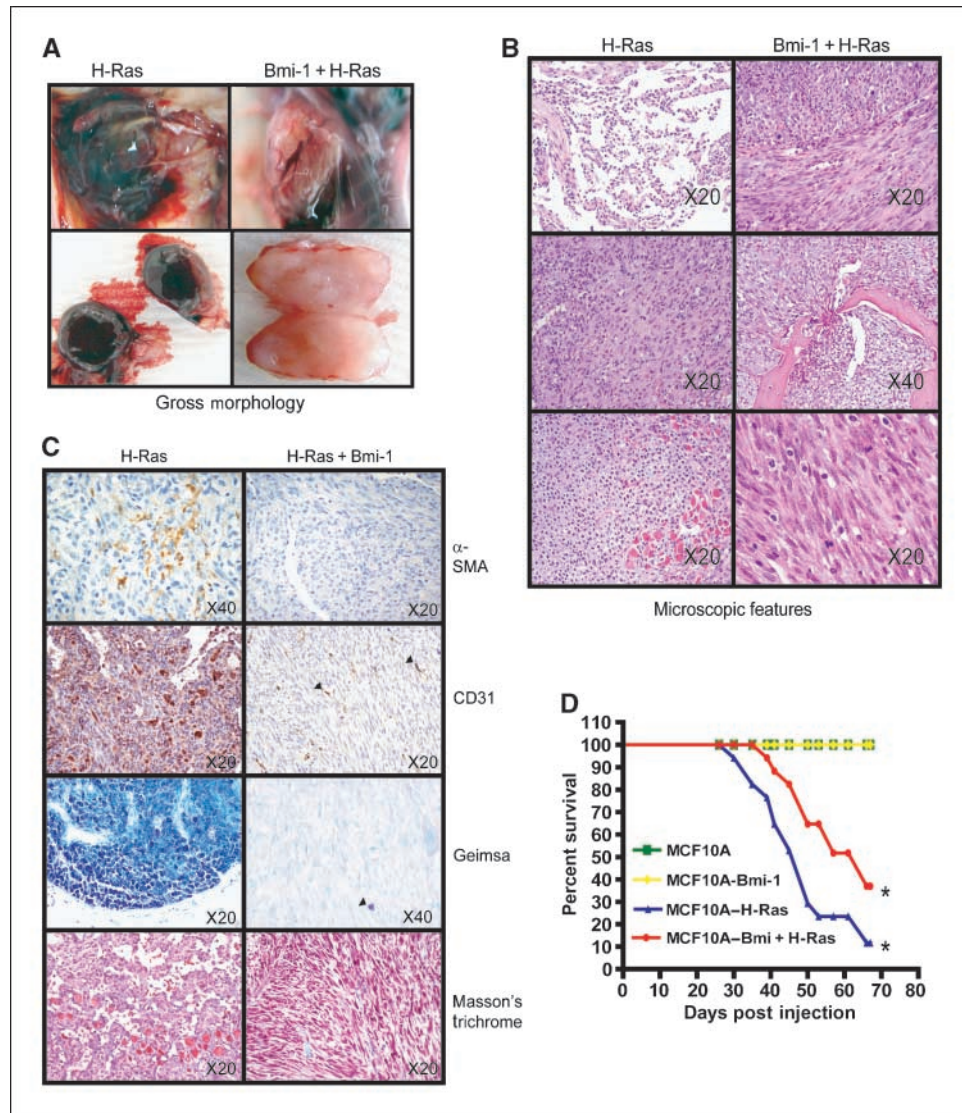 A
H-Ras Bmi-1 + H-Ras
Gross morphology
B
H-Ras Bmi-1 + H-Ras
X20 X20
X20 X40
X20 X20
Microscopic features
C
H-Ras H-Ras + Bmi-1
α-
SMA
X40 X20
CD31
X20 X20
Geimsa
X20 X40
Masson's
trichrome
X20 X20
D
Percent survival
110
100
90
80
70
60
50
40
30
20
10
0
MCF10A
MCF10A-Bmi-1
MCF10A–H-Ras
MCF10A–Bmi + H-Ras
*
*
0 10 20 30 40 50 60 70 80
Days post injection